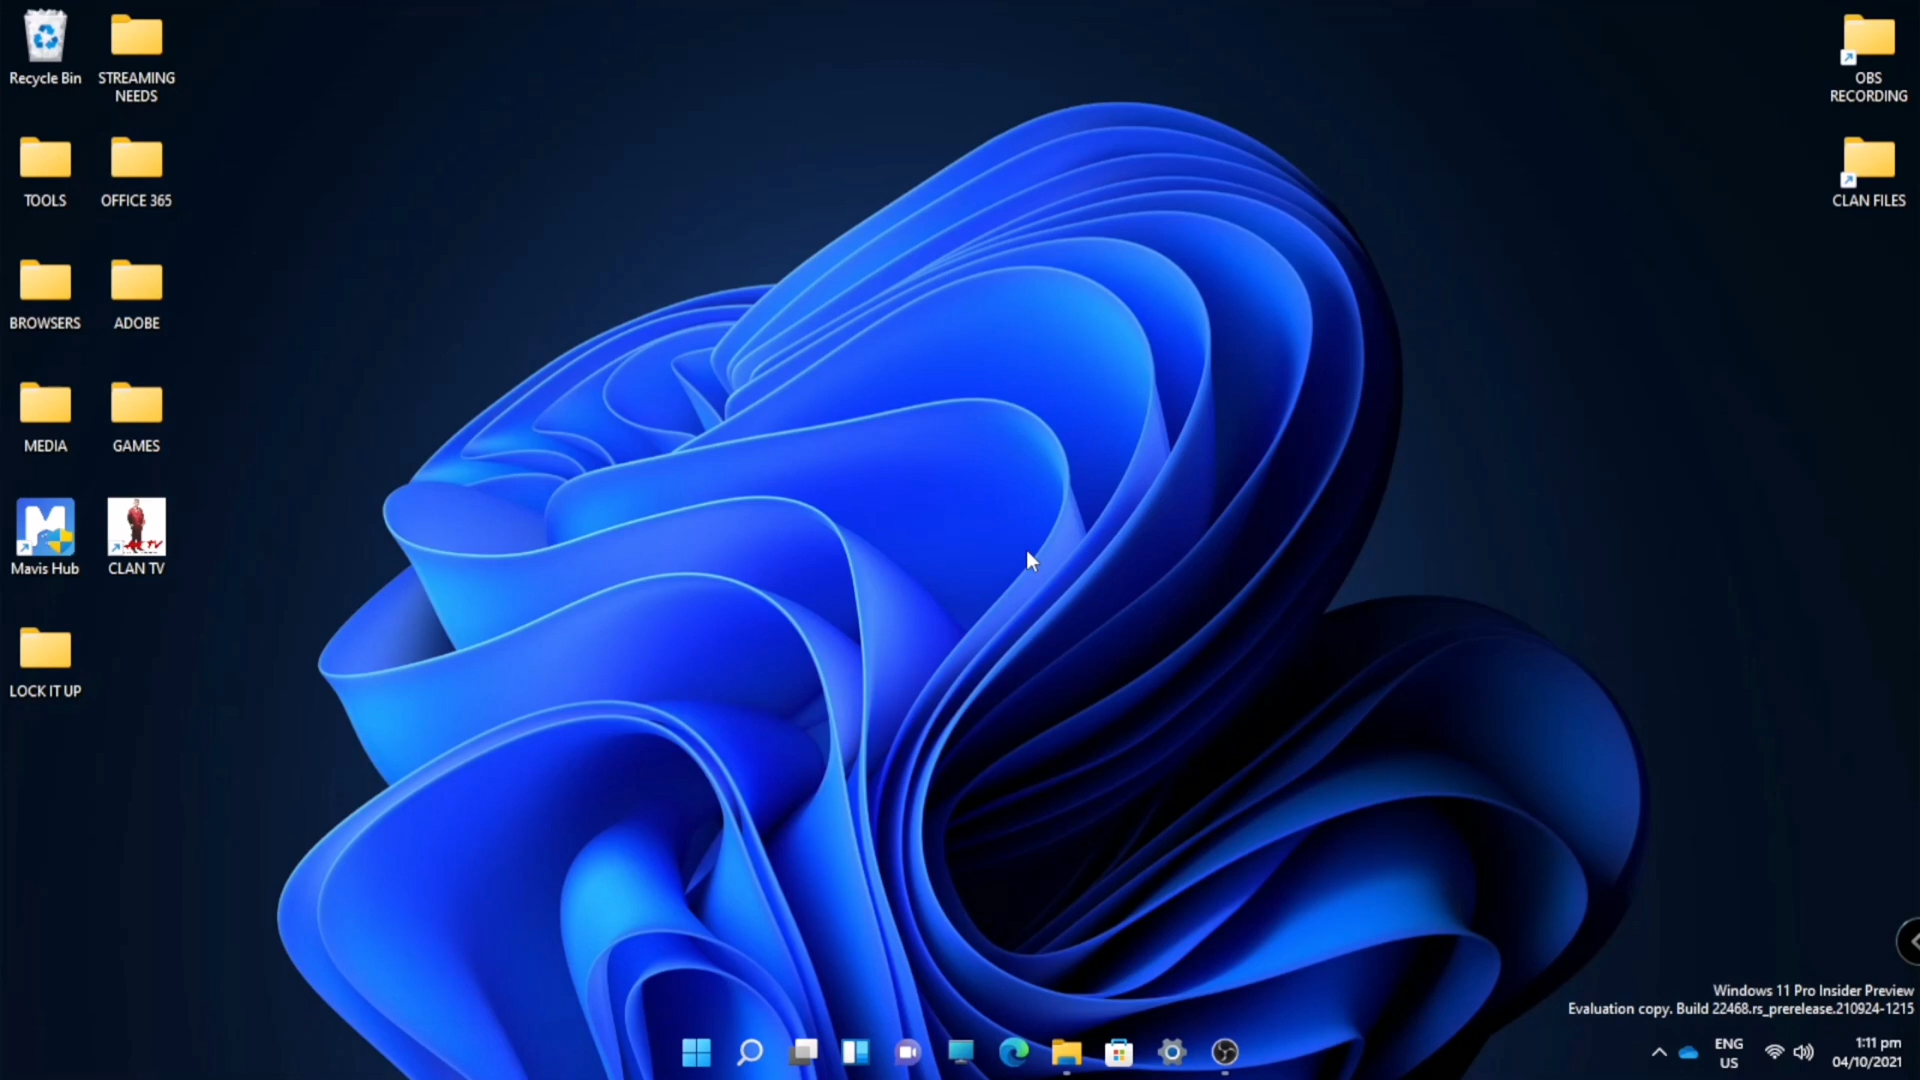 Recycle Bin
STREAMING
NEEDS
TOOLS
OFFICE 365
BROWSERS
ADOBE
MEDIA
GAMES
Mavis Hub
CLAN TV
LOCK IT UP
OBS
RECORDING
CLAN FILES
Windows 11 Pro Insider Preview
Evaluation copy. Build 22468.rs_prerelease.210924-1215
ENG
US
1:11 pm
04/10/2021